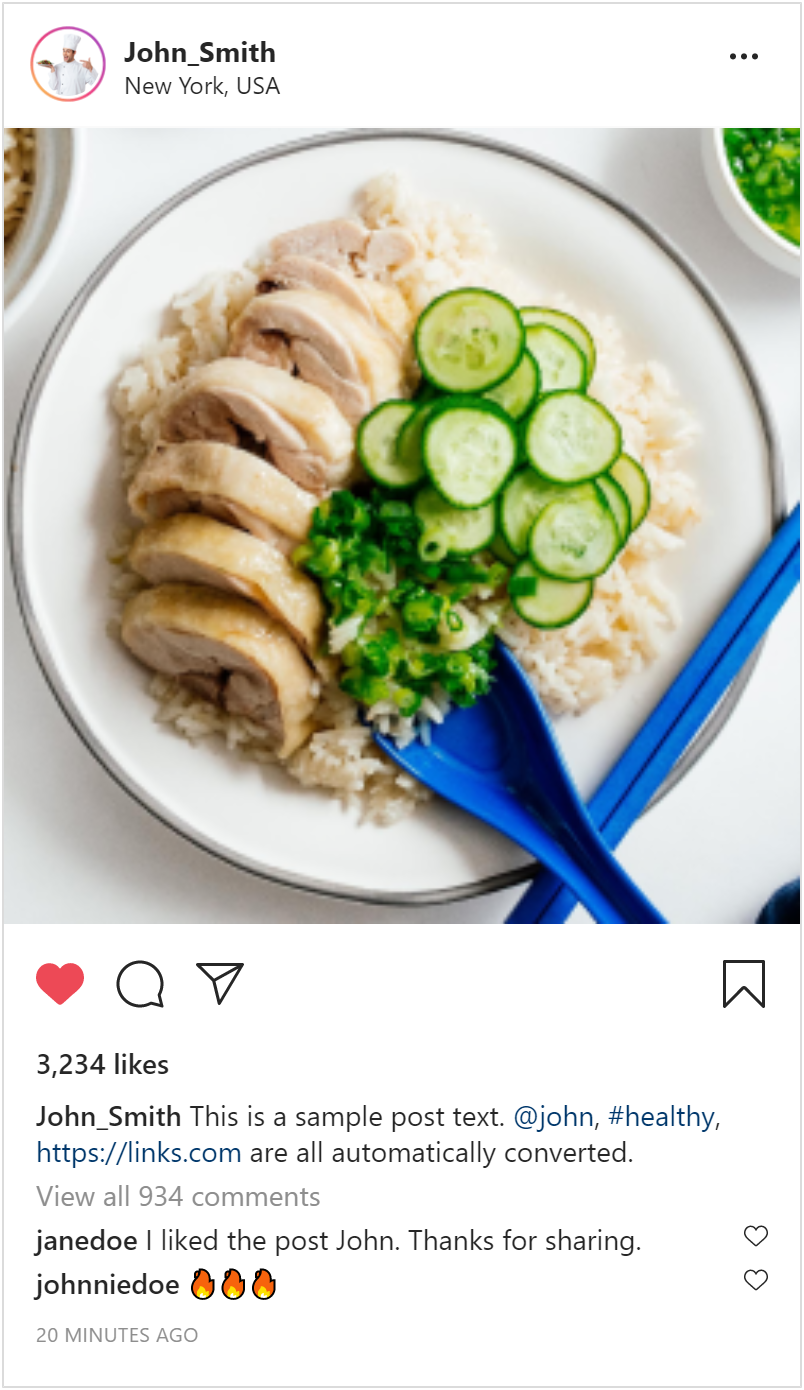 John_Smith
New York, USA
3,234 likes
John_Smith This is a sample post text. @john, #healthy,
https://links.com are all automatically converted.
View all 934 comments
janedoe I liked the post John. Thanks for sharing.
johnniedoe 🔥🔥🔥
20 MINUTES AGO